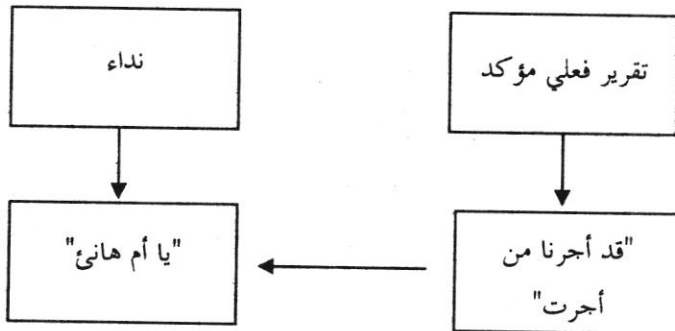 تقرير فعلي مؤكد
نداء
"قد أجرنا من
أجرت"
"يا أم هانئ"